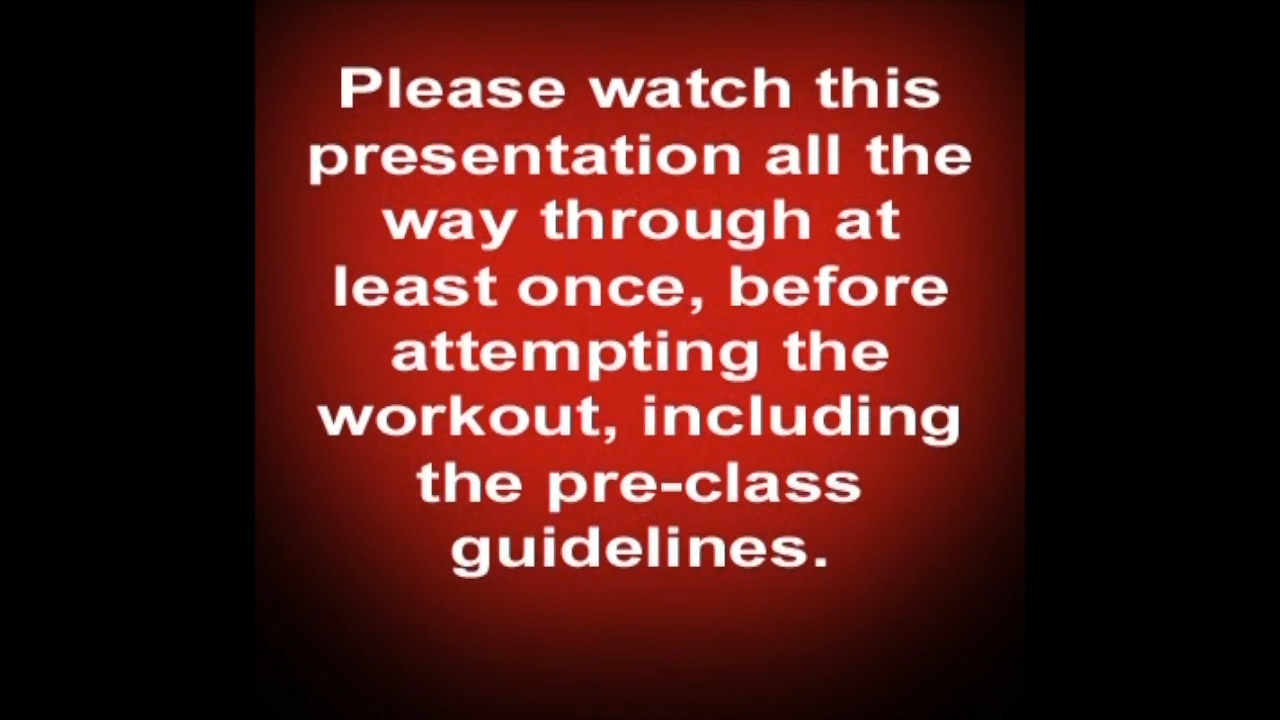 Please watch this
presentation all the
way through at
least once, before
attempting the
workout, including
the pre-class
guidelines.